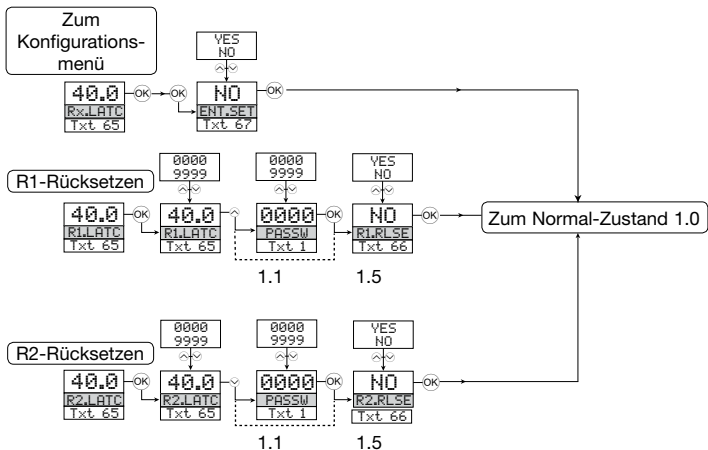 Zum
Konfigurations-
menü
YES
NO
40.0
Rx.LATC
Txt 65
OK
OK
NO
ENT.SET
Txt 67
OK
R1-Rücksetzen
0000
9999
0000
9999
YES
NO
40.0
R1.LATC
Txt 65
OK
40.0
R1.LATC
Txt 65
0000
PASSW
Txt 1
OK
NO
R1.RLSE
Txt 66
OK
Zum Normal-Zustand 1.0
1.1
1.5
R2-Rücksetzen
0000
9999
0000
9999
YES
NO
40.0
R2.LATC
Txt 65
OK
40.0
R2.LATC
Txt 65
0000
PASSW
Txt 1
OK
NO
R2.RLSE
Txt 66
OK
1.1
1.5